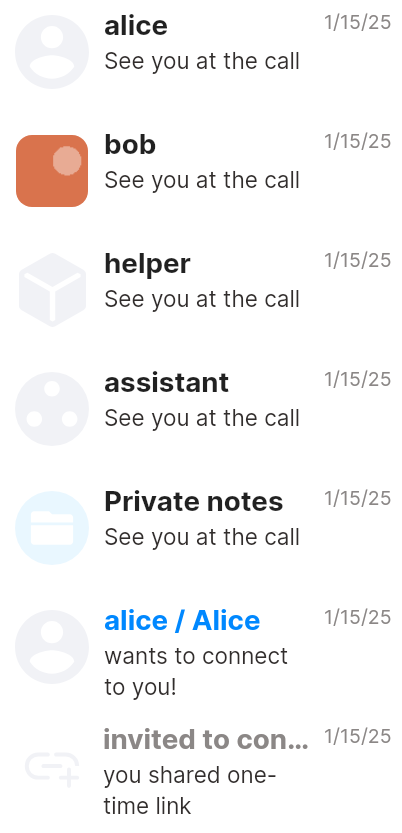 alice 1/15/25
See you at the call
bob 1/15/25
See you at the call
helper 1/15/25
See you at the call
assistant 1/15/25
See you at the call
Private notes 1/15/25
See you at the call
alice / Alice 1/15/25
wants to connect
to you!
invited to con... 1/15/25
you shared one-
time link